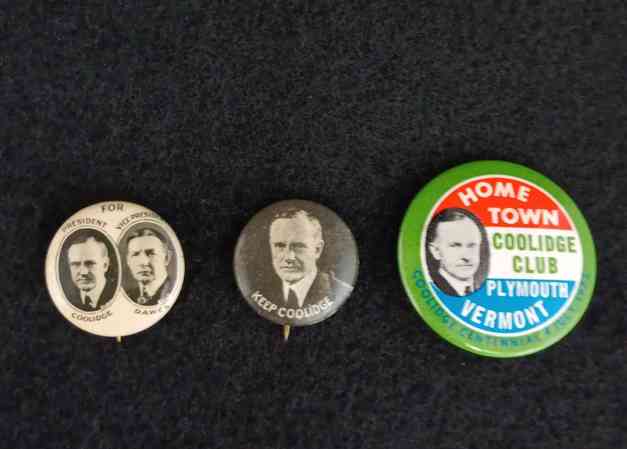 FOR
PRESIDENT VICE PRESIDENT
COOLIDGE DAWES
KEEP COOLIDGE
HOME
TOWN
COOLIDGE
CLUB
PLYMOUTH
VERMONT
COOLIDGE CENTENNIAL 4 JULY 1972